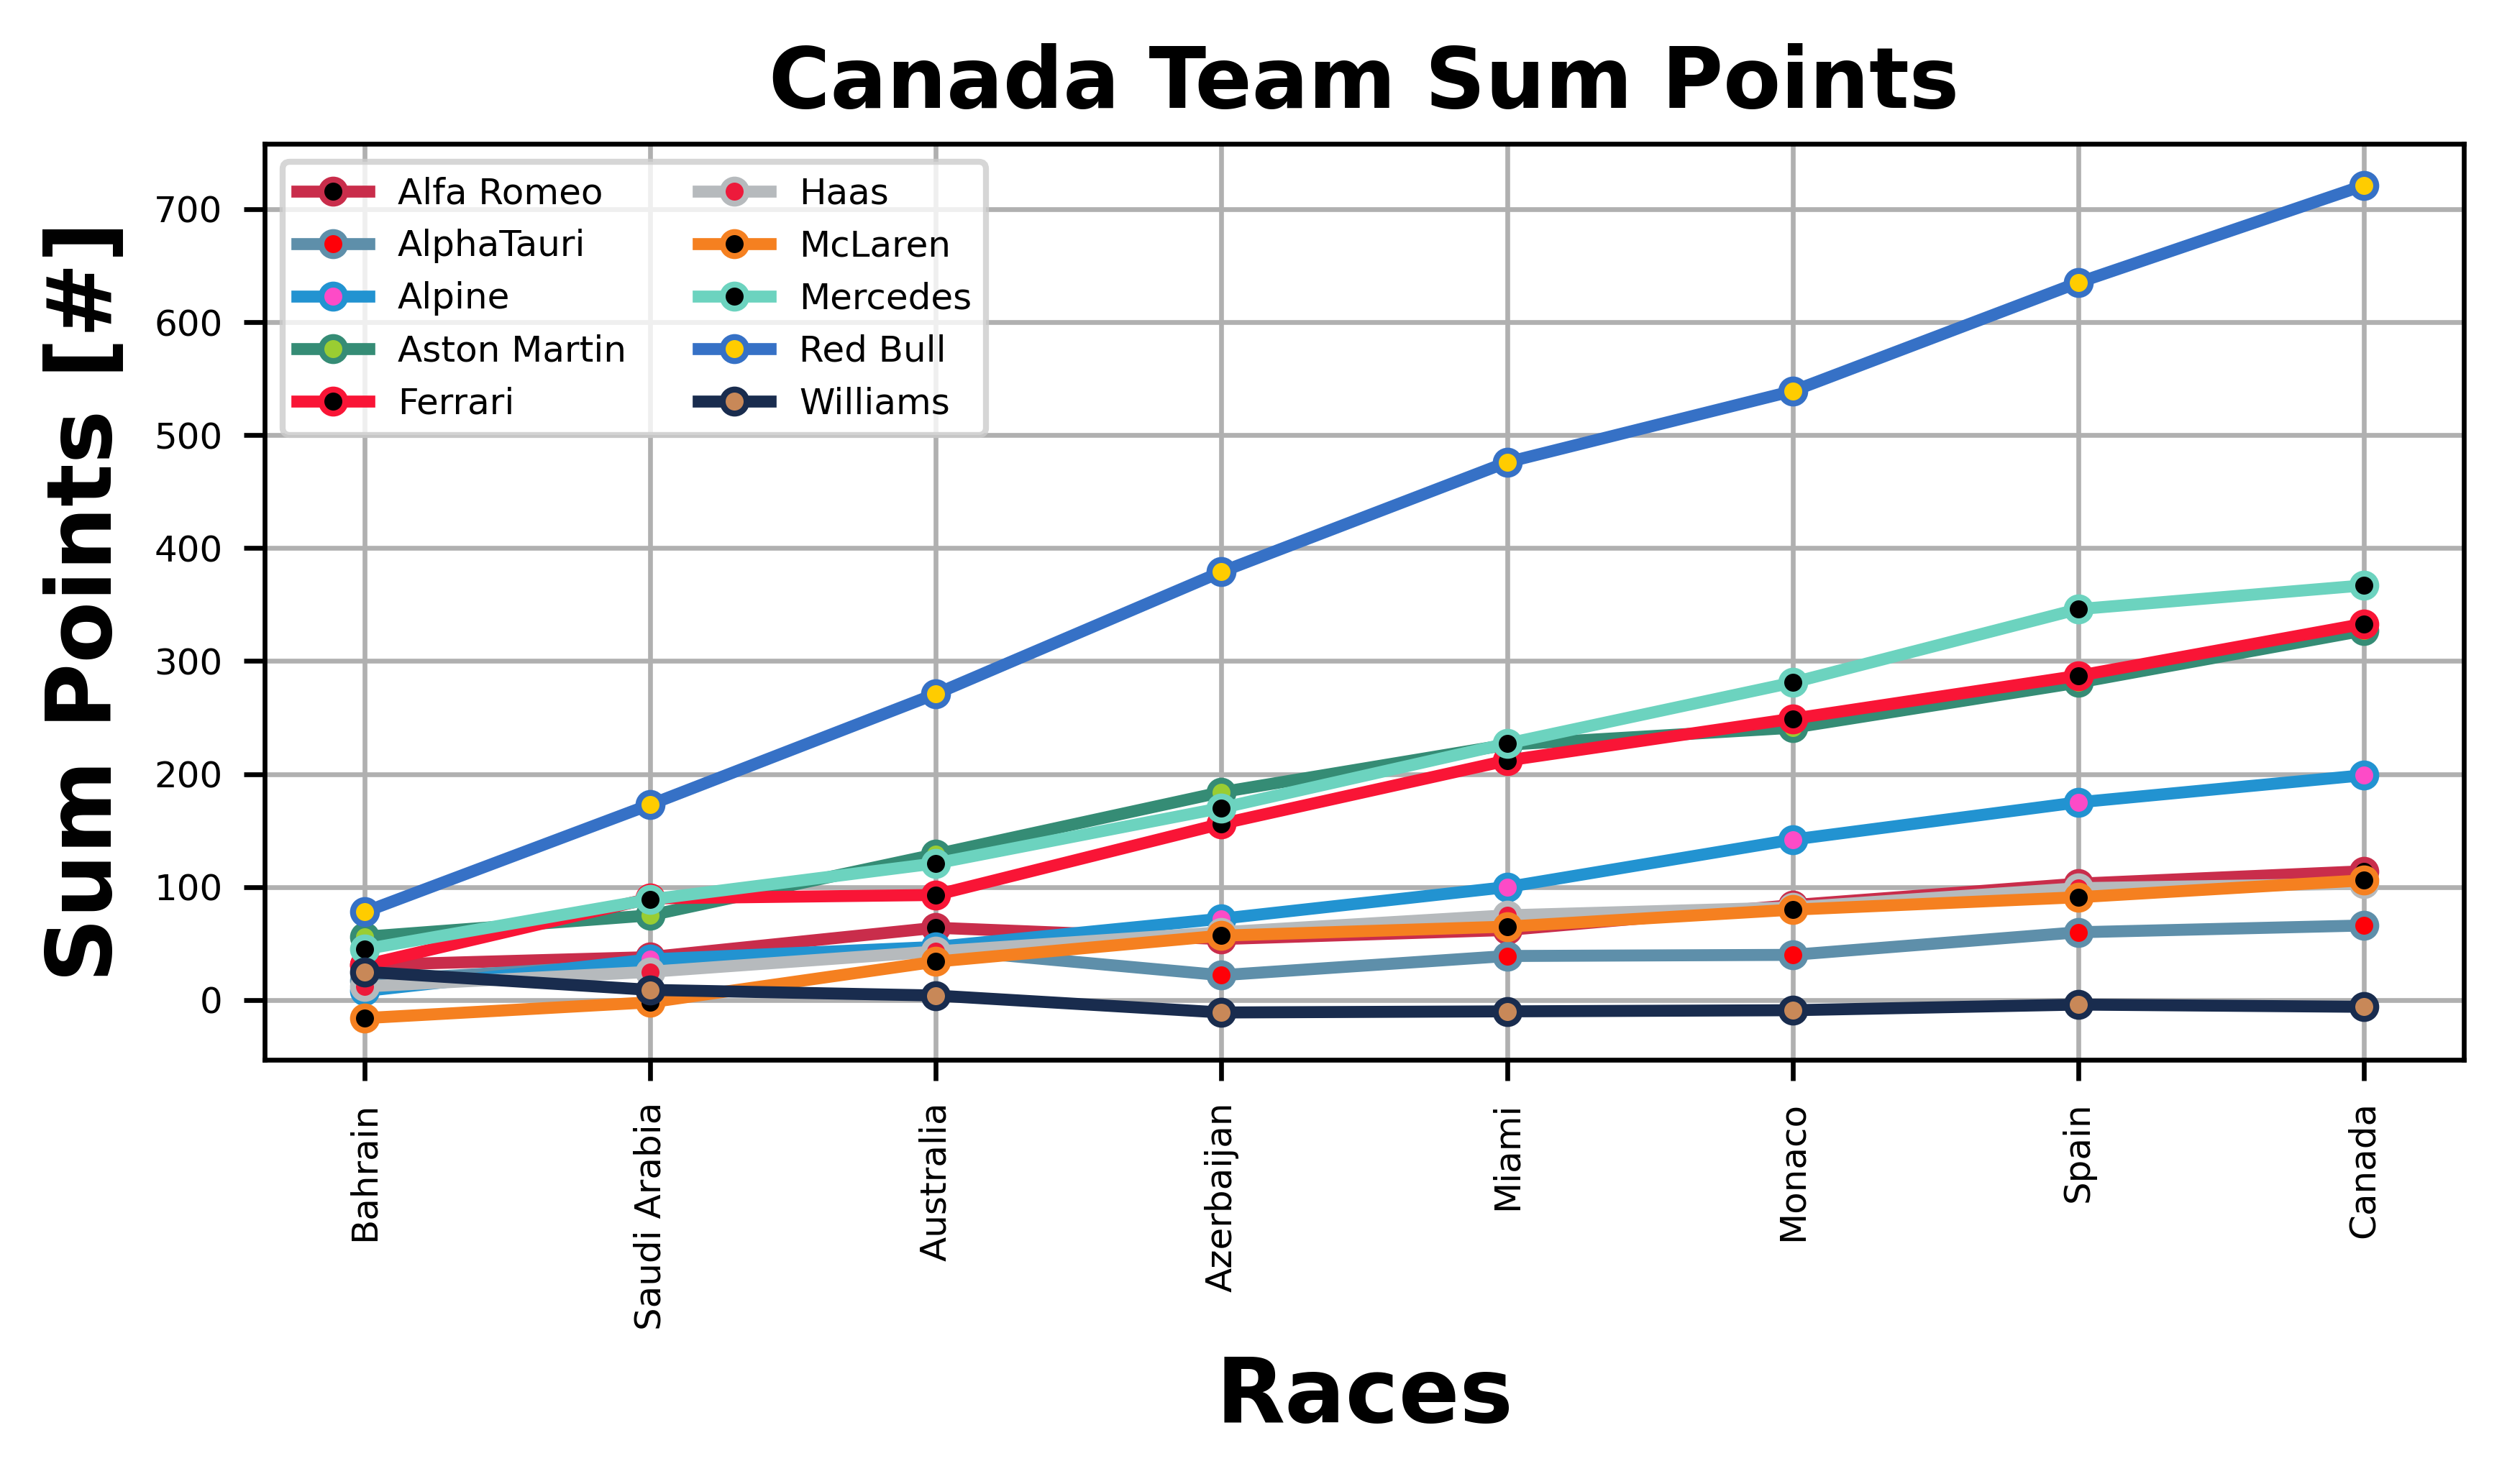 Canada Team Sum Points
Sum Points [#]
700
600
500
400
300
200
100
0
Alfa Romeo
AlphaTauri
Alpine
Aston Martin
Ferrari
Haas
McLaren
Mercedes
Red Bull
Williams
Bahrain
Saudi Arabia
Australia
Azerbaijan
Miami
Monaco
Spain
Canada
Races